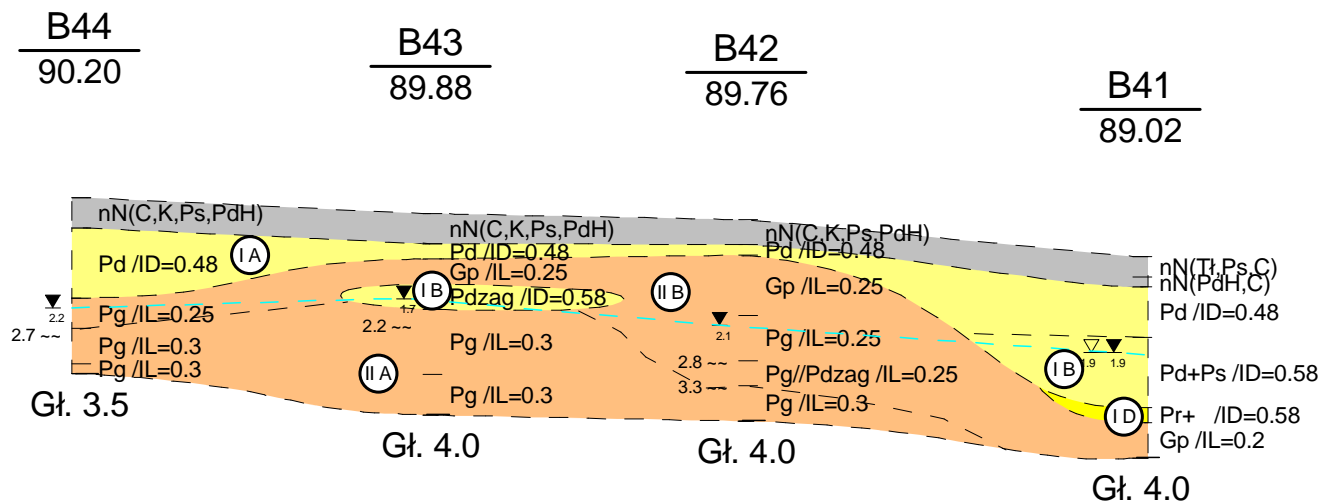 B44
90.20
B43
89.88
B42
89.76
B41
89.02
nN(C,K,Ps,PdH)
Pd /ID=0.48
I A
2.2
Pg /IL=0.25
2.7 ~~
Pg /IL=0.3
Pg /IL=0.3
Gł. 3.5
nN(C,K,Ps,PdH)
Pd /ID=0.48
Gp /IL=0.25
I B
Pdzag /ID=0.58
1.7
2.2 ~~
Pg /IL=0.3
II A
Pg /IL=0.3
Gł. 4.0
nN(C,K,Ps,PdH)
Pd /ID=0.48
Gp /IL=0.25
II B
2.1
Pg /IL=0.25
2.8 ~~
Pg//Pdzag /IL=0.25
3.3 ~~
Pg /IL=0.3
Gł. 4.0
nN(Tł,Ps,C)
nN(PdH,C)
Pd /ID=0.48
1.9
1.9
I B
Pd+Ps /ID=0.58
I D
Pr+ /ID=0.58
Gp /IL=0.2
Gł. 4.0